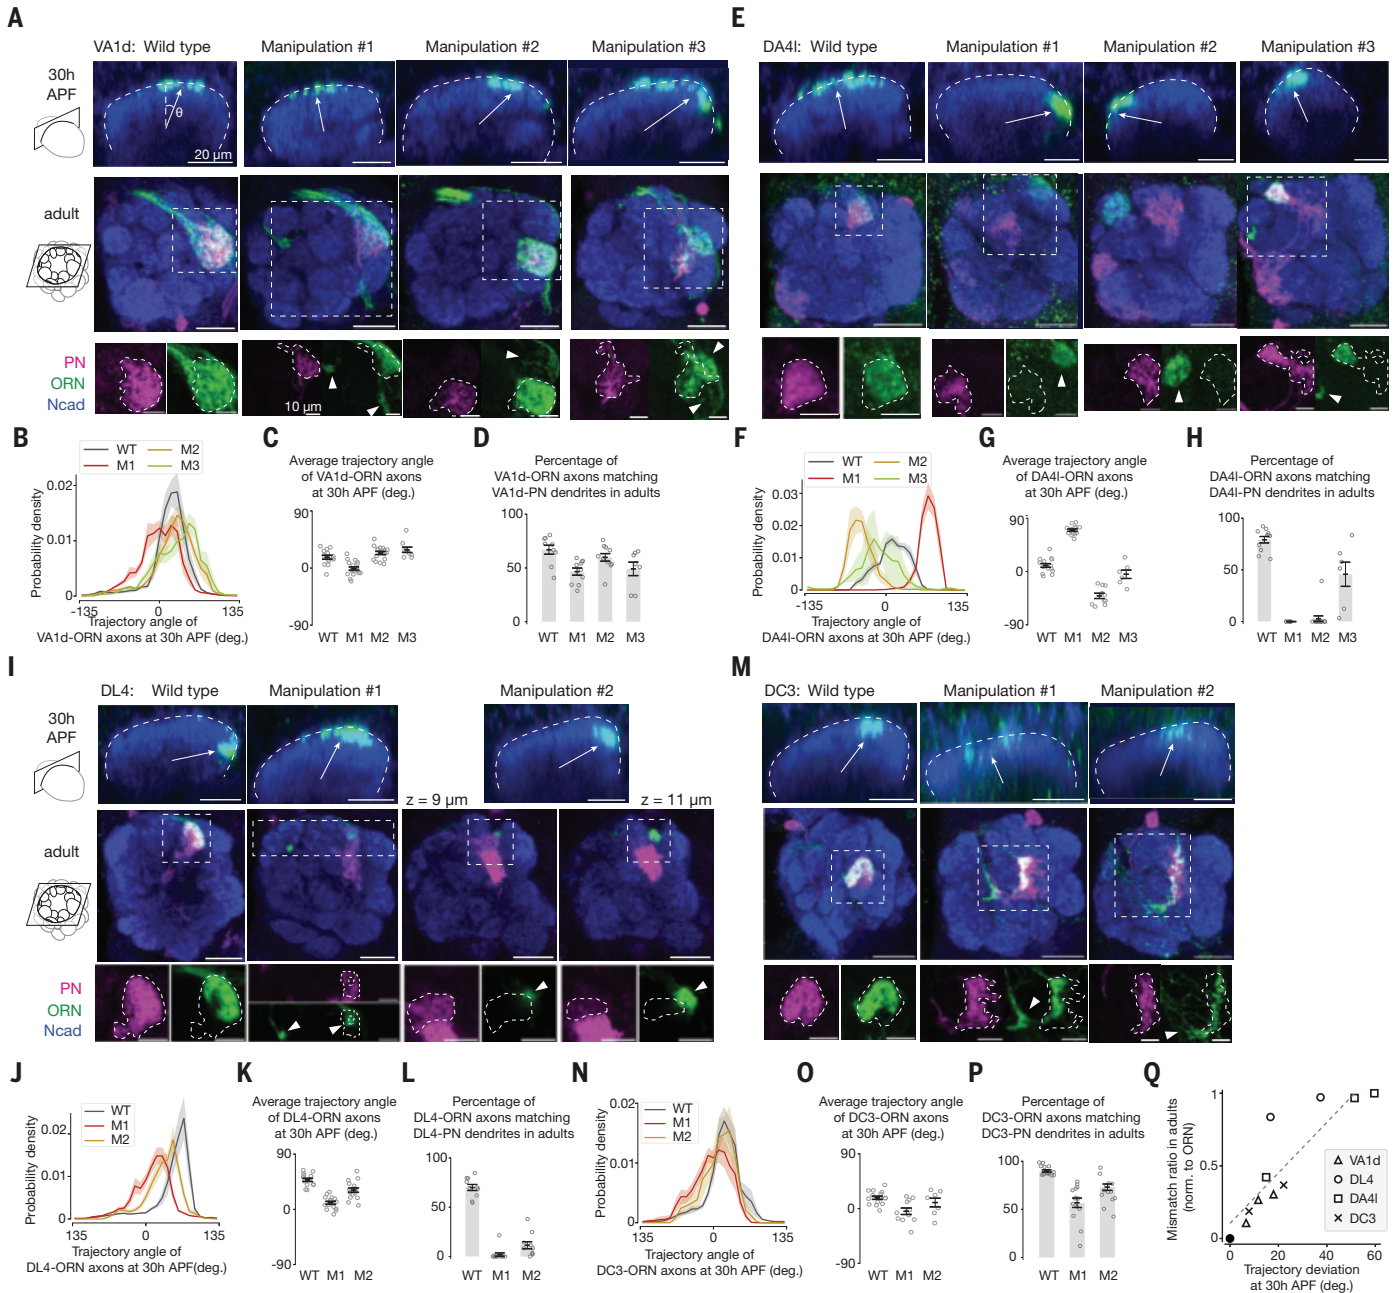 A
VA1d: Wild type
Manipulation #1
Manipulation #2
Manipulation #3
30h
APF
θ
20 µm
adult
PN
ORN
Ncad
10 µm
E
DA4l: Wild type
Manipulation #1
Manipulation #2
Manipulation #3
B
WT
M1
M2
M3
Probability density
0.02
0.01
0
-135
0
135
Trajectory angle of
VA1d-ORN axons at 30h APF (deg.)
C
Average trajectory angle
of VA1d-ORN axons
at 30h APF (deg.)
90
0
-90
WT M1 M2 M3
D
Percentage of
VA1d-ORN axons matching
VA1d-PN dendrites in adults
100
50
0
WT M1 M2 M3
F
WT
M1
M2
M3
Probability density
0.03
0.02
0.01
0
-135
0
135
Trajectory angle of
DA4l-ORN axons at 30h APF (deg.)
G
Average trajectory angle
of DA4l-ORN axons
at 30h APF (deg.)
90
0
-90
WT M1 M2 M3
H
Percentage of
DA4l-ORN axons matching
DA4l-PN dendrites in adults
100
50
0
WT M1 M2 M3
I
DL4: Wild type
Manipulation #1
Manipulation #2
30h
APF
z = 9 µm
z = 11 µm
adult
PN
ORN
Ncad
M
DC3: Wild type
Manipulation #1
Manipulation #2
J
WT
M1
M2
Probability density
0.02
0.01
0
135
0
135
Trajectory angle of
DL4-ORN axons at 30h APF(deg.)
K
Average trajectory angle
of DL4-ORN axons
at 30h APF (deg.)
90
0
-90
WT M1 M2
L
Percentage of
DL4-ORN axons matching
DL4-PN dendrites in adults
100
50
0
WT M1 M2
N
WT
M1
M2
Probability density
0.02
0.01
0
135
0
135
Trajectory angle of
DC3-ORN axons at 30h APF (deg.)
O
Average trajectory angle
of DC3-ORN axons
at 30h APF (deg.)
90
0
-90
WT M1 M2
P
Percentage of
DC3-ORN axons matching
DC3-PN dendrites in adults
100
50
0
WT M1 M2
Q
Mismatch ratio in adults
(norm. to ORN)
1
0.5
0
0
20
40
60
Trajectory deviation
at 30h APF (deg.)
VA1d
DL4
DA4l
DC3